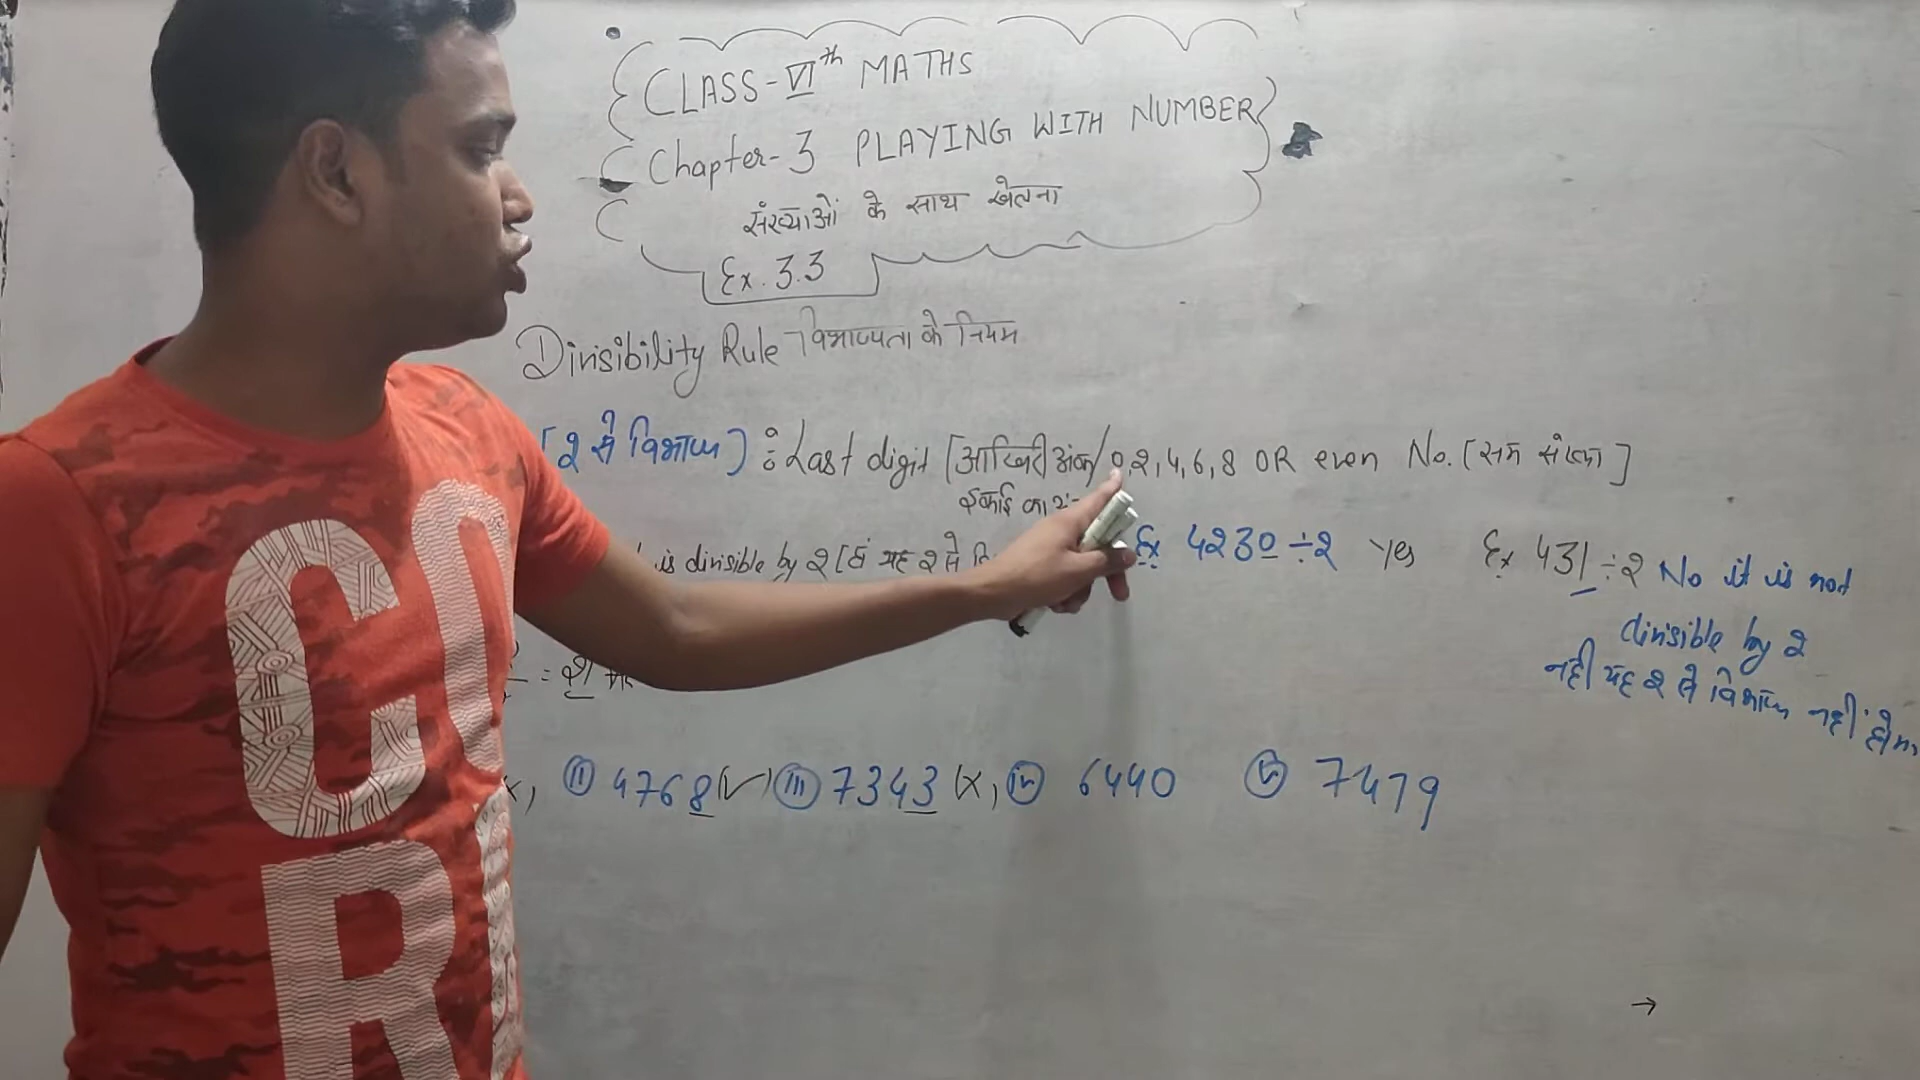 CLASS-VIth MATHS
Chapter-3 PLAYING WITH NUMBER
संख्याओं के साथ खेलना
Ex. 3.3
Divisibility Rule विभाज्यता के नियम
[2 से विभाज्य] : Last digit [आखिरी अंक/ 0,2,4,6,8 OR even No. [सम संख्या]
इकाई का
is divisible by 2 [हां यह 2 से Ex 4230 ÷2 Yes Ex 431 ÷2 No it is not
divisible by 2
नहीं यह 2 से विभाज्य नहीं होगा
(ii) 4768 (✓) (iii) 7343 (x), (iv) 6440 (v) 7479
→
CO
R